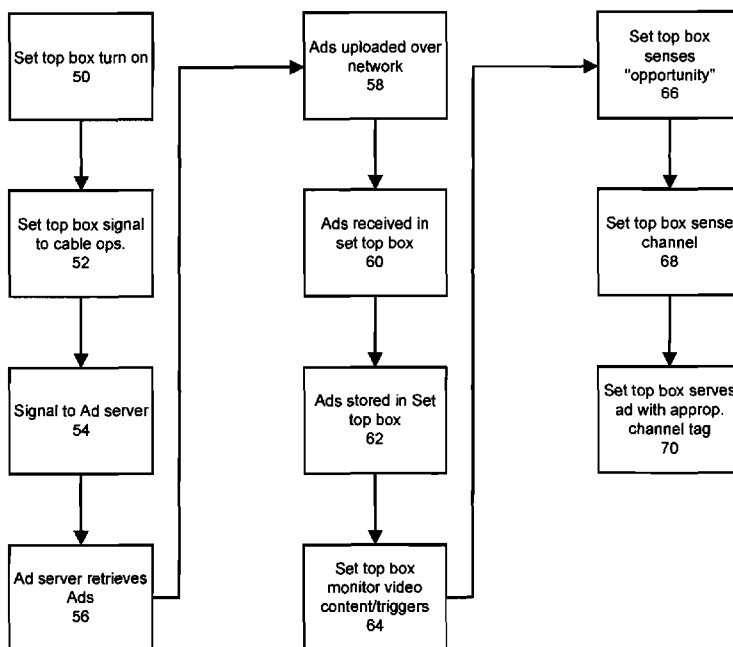 Set top box turn on
50
Set top box signal
to cable ops.
52
Signal to Ad server
54
Ad server retrieves
Ads
56
Ads uploaded over
network
58
Ads received in
set top box
60
Ads stored in Set
top box
62
Set top box
monitor video
content/triggers
64
Set top box
senses
"opportunity"
66
Set top box sense
channel
68
Set top box serves
ad with approp.
channel tag
70